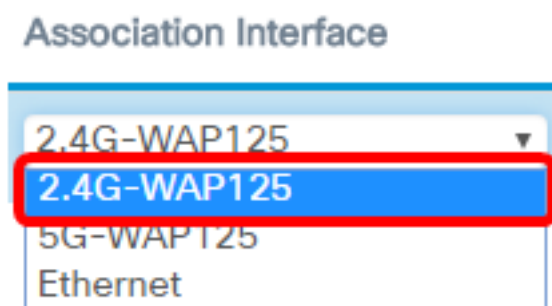 Association Interface
2.4G-WAP125
2.4G-WAP125
5G-WAP125
Ethernet